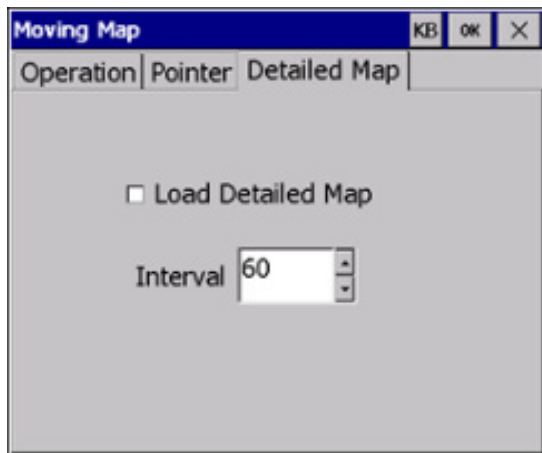 Moving Map KB OK
Operation Pointer Detailed Map
Load Detailed Map
Interval 60